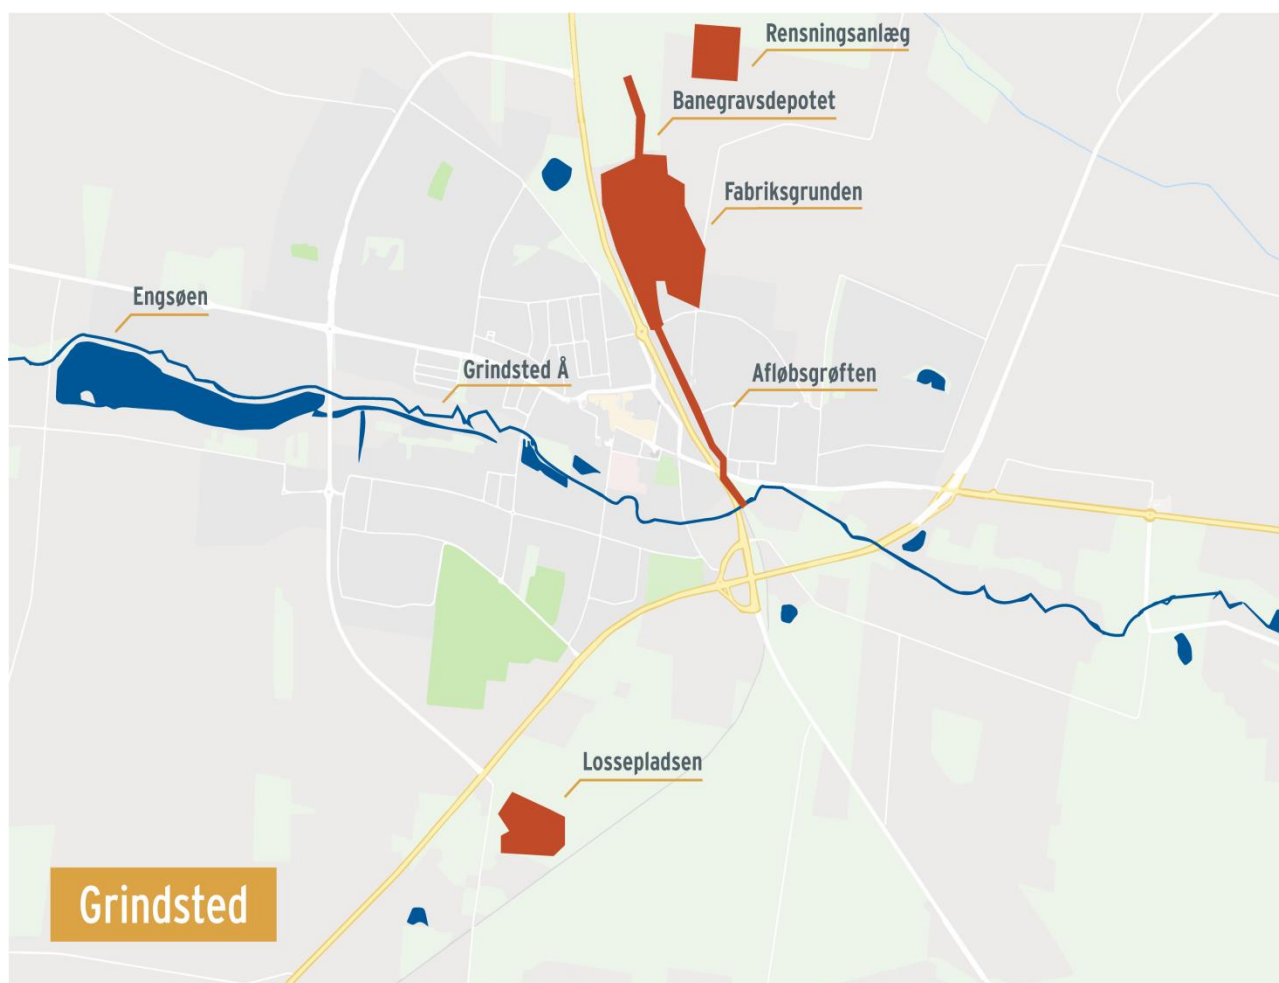 Rensningsanlæg
Banegravsdepotet
Fabriksgrunden
Engsøen
Grindsted Å
Afløbsgrøften
Lossepladsen
Grindsted